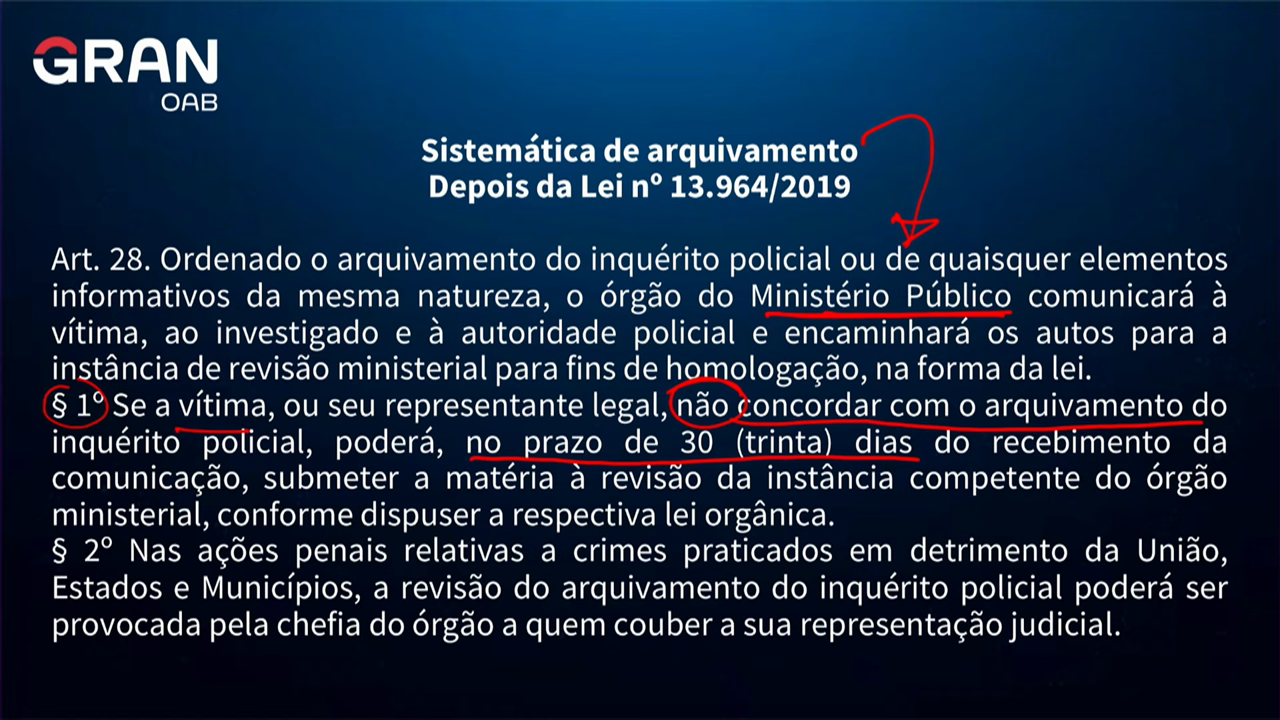 GRAN
OAB
Sistemática de arquivamento
Depois da Lei nº 13.964/2019
Art. 28. Ordenado o arquivamento do inquérito policial ou de quaisquer elementos
informativos da mesma natureza, o órgão do Ministério Público comunicará à
vítima, ao investigado e à autoridade policial e encaminhará os autos para a
instância de revisão ministerial para fins de homologação, na forma da lei.
§ 1º Se a vítima, ou seu representante legal, não concordar com o arquivamento do
inquérito policial, poderá, no prazo de 30 (trinta) dias do recebimento da
comunicação, submeter a matéria à revisão da instância competente do órgão
ministerial, conforme dispuser a respectiva lei orgânica.
§ 2º Nas ações penais relativas a crimes praticados em detrimento da União,
Estados e Municípios, a revisão do arquivamento do inquérito policial poderá ser
provocada pela chefia do órgão a quem couber a sua representação judicial.